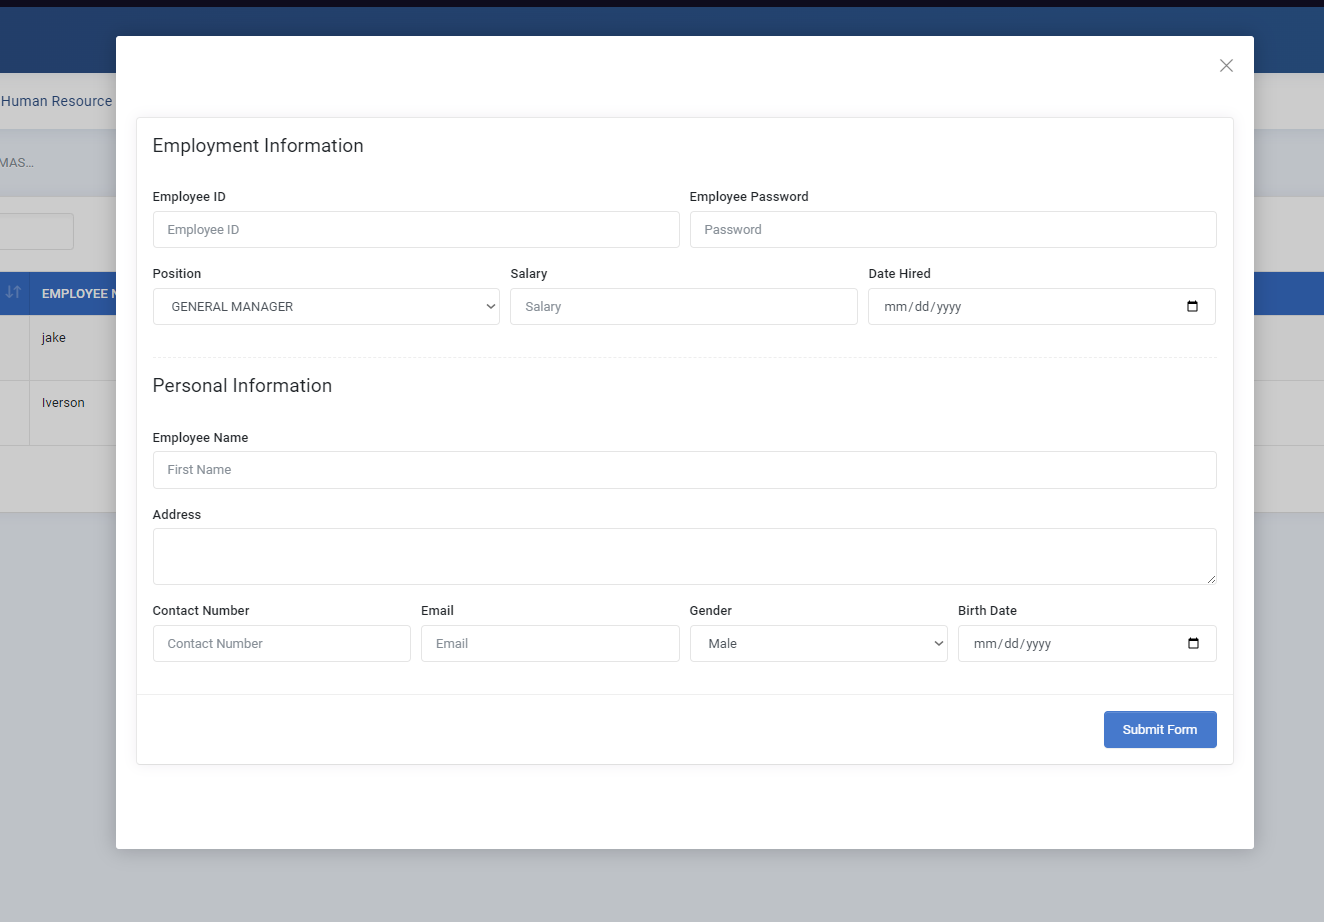 Human Resource
MAS...
EMPLOYEE N
jake
Iverson
Employment Information
Employee ID Employee Password
Employee ID Password
Position Salary Date Hired
GENERAL MANAGER Salary mm/dd/yyyy
Personal Information
Employee Name
First Name
Address
Contact Number Email Gender Birth Date
Contact Number Email Male mm/dd/yyyy
Submit Form